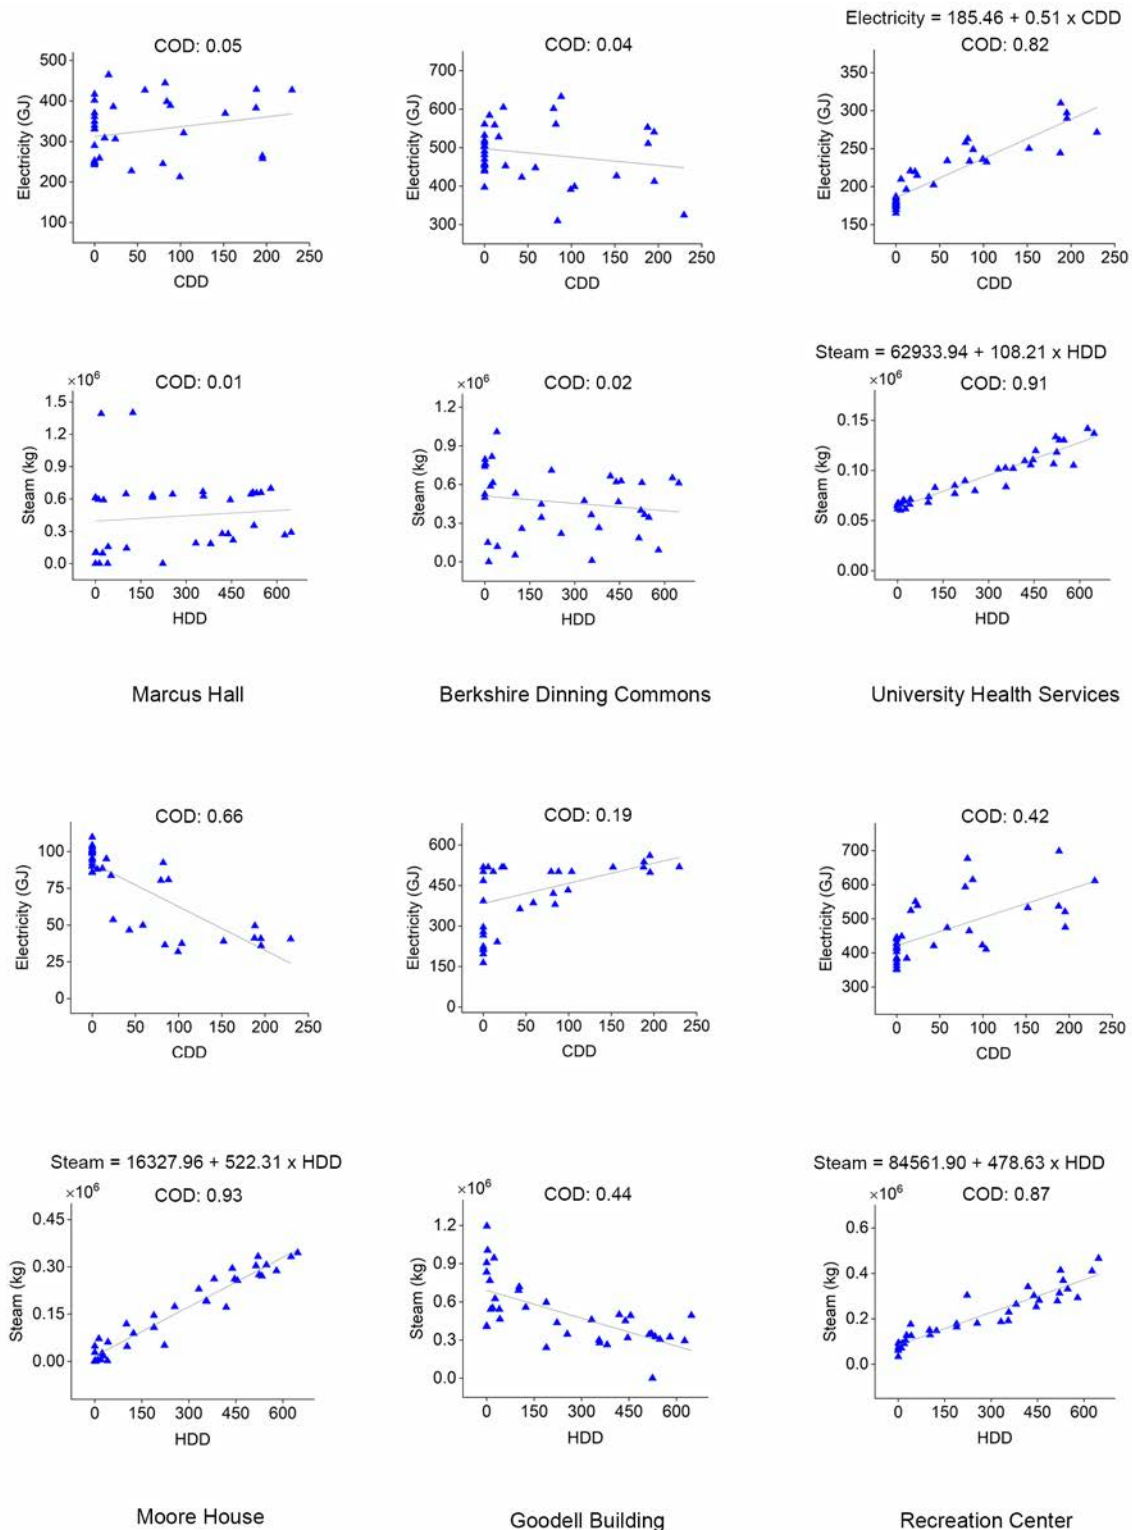 Electricity = 185.46 + 0.51 x CDD
COD: 0.05
COD: 0.04
COD: 0.82
Electricity (GJ)
500
400
300
200
100
0 50 100 150 200 250
CDD
Electricity (GJ)
700
600
500
400
300
0 50 100 150 200 250
CDD
Electricity (GJ)
350
300
250
200
150
0 50 100 150 200 250
CDD
Steam = 62933.94 + 108.21 x HDD
×10⁶
COD: 0.01
Steam (kg)
1.5
1.2
0.9
0.6
0.3
0.0
0 150 300 450 600
HDD
×10⁶
COD: 0.02
Steam (kg)
1.2
0.9
0.6
0.3
0.0
0 150 300 450 600
HDD
×10⁶
COD: 0.91
Steam (kg)
0.15
0.10
0.05
0.00
0 150 300 450 600
HDD
Marcus Hall
Berkshire Dinning Commons
University Health Services
COD: 0.66
Electricity (GJ)
100
75
50
25
0
0 50 100 150 200 250
CDD
COD: 0.19
Electricity (GJ)
600
450
300
150
0
0 50 100 150 200 250
CDD
COD: 0.42
Electricity (GJ)
700
600
500
400
300
0 50 100 150 200 250
CDD
Steam = 16327.96 + 522.31 x HDD
×10⁶
COD: 0.93
Steam (kg)
0.45
0.30
0.15
0.00
0 150 300 450 600
HDD
×10⁶
COD: 0.44
Steam (kg)
1.2
0.9
0.6
0.3
0.0
0 150 300 450 600
HDD
Steam = 84561.90 + 478.63 x HDD
×10⁶
COD: 0.87
Steam (kg)
0.6
0.4
0.2
0.0
0 150 300 450 600
HDD
Moore House
Goodell Building
Recreation Center